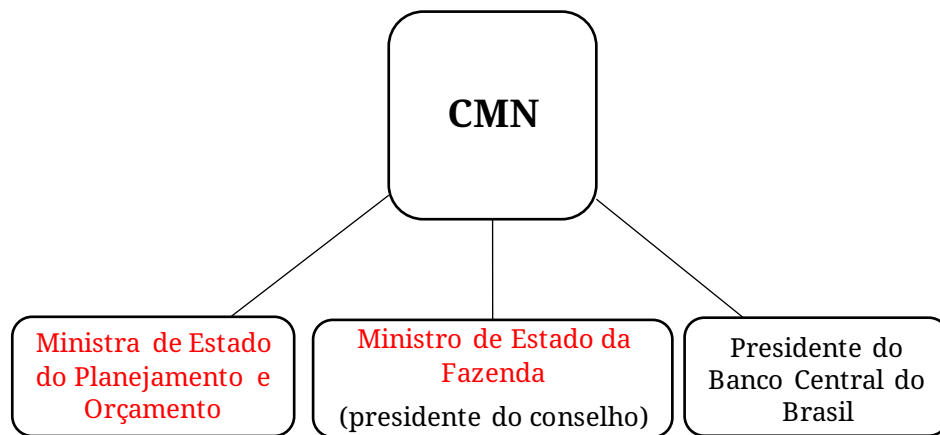 CMN
Ministra de Estado
do Planejamento e
Orçamento
Ministro de Estado da
Fazenda
(presidente do conselho)
Presidente do
Banco Central do
Brasil